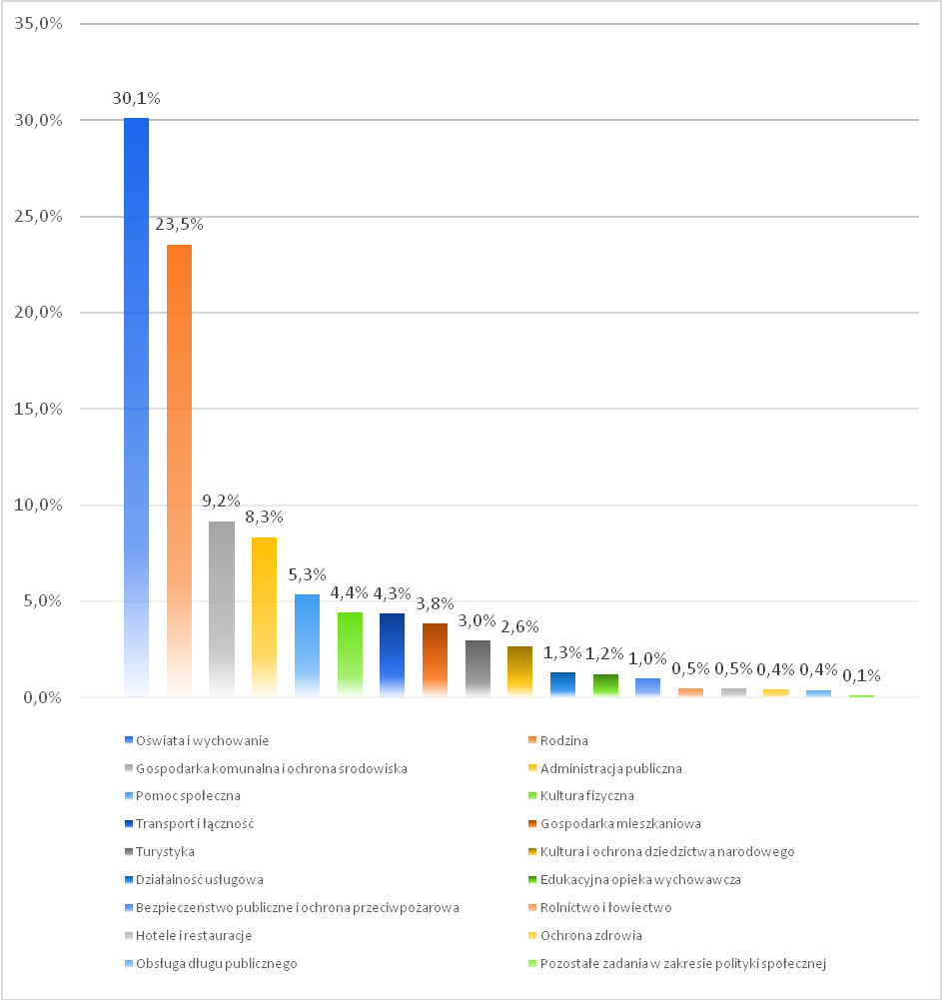 35,0%
30,1%
30,0%
25,0%
23,5%
20,0%
15,0%
10,0%
9,2%
8,3%
5,3%
5,0%
4,4%
4,3%
3,8%
3,0%
2,6%
1,3%
1,2%
1,0%
0,5%
0,5%
0,4%
0,4%
0,1%
0,0%
Oświata i wychowanie
Rodzina
Gospodarka komunalna i ochrona środowiska
Administracja publiczna
Pomoc społeczna
Kultura fizyczna
Transport i łączność
Gospodarka mieszkaniowa
Turystyka
Kultura i ochrona dziedzictwa narodowego
Działalność usługowa
Edukacyjna opieka wychowawcza
Bezpieczeństwo publiczne i ochrona przeciwpożarowa
Rolnictwo i łowiectwo
Hotele i restauracje
Ochrona zdrowia
Obsługa długu publicznego
Pozostałe zadania w zakresie polityki społecznej